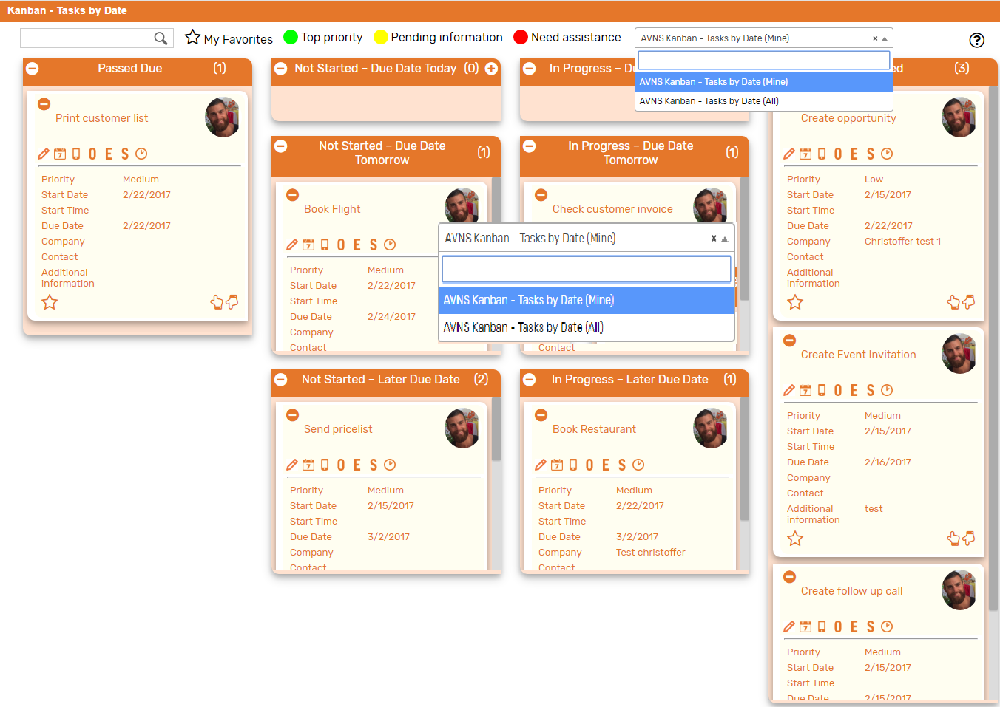 Kanban - Tasks by Date
My Favorites
Top priority
Pending information
Need assistance
AVNS Kanban - Tasks by Date (Mine)
AVNS Kanban - Tasks by Date (Mine)
AVNS Kanban - Tasks by Date (All)
Passed Due (1)
Print customer list
7 O E S
Priority Medium
Start Date 2/22/2017
Start Time
Due Date 2/22/2017
Company
Contact
Additional
information
Not Started – Due Date Today (0)
Not Started – Due Date
Tomorrow
(1)
Book Flight
7 O E S
Priority Medium
Start Date 2/22/2017
Start Time
Due Date 2/24/2017
Company
Contact
Not Started – Later Due Date (2)
Send pricelist
7 O E S
Priority Medium
Start Date 2/15/2017
Start Time
Due Date 3/2/2017
Company
Contact
In Progress – Du
In Progress – Due Date
Tomorrow
(1)
Check customer invoice
AVNS Kanban - Tasks by Date (Mine)
AVNS Kanban - Tasks by Date (Mine)
AVNS Kanban - Tasks by Date (All)
Contact
In Progress – Later Due Date (1)
Book Restaurant
7 O E S
Priority Medium
Start Date 2/22/2017
Start Time
Due Date 3/2/2017
Company Test christoffer
Contact
ed (3)
Create opportunity
7 O E S
Priority Low
Start Date 2/15/2017
Start Time
Due Date 2/22/2017
Company Christoffer test 1
Contact
Additional
information
Create Event Invitation
7 O E S
Priority Medium
Start Date 2/15/2017
Start Time
Due Date 2/16/2017
Company
Contact
Additional test
information
Create follow up call
7 O E S
Priority Medium
Start Date 2/15/2017
Start Time
Due Date 2/15/2017